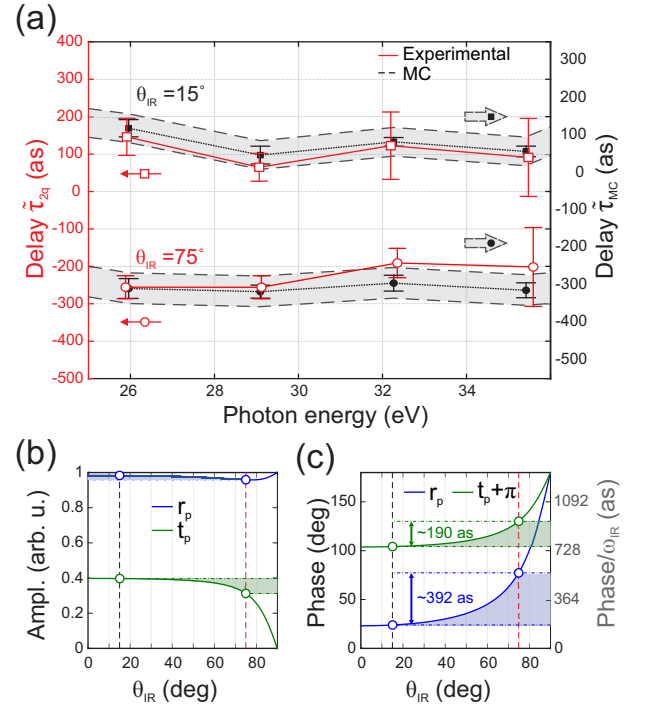 (a)
400
300
200
100
0
-100
-200
-300
-400
-500
Delay τ̃2q (as)
θIR =15°
θIR =75°
Experimental
MC
300
200
100
0
-100
-200
-300
-400
-500
Delay τ̃MC (as)
26 28 30 32 34
Photon energy (eV)
(b)
1
0.8
0.6
0.4
0.2
0
Ampl. (arb. u.)
rp
tp
0 20 40 60 80
θIR (deg)
(c)
150
100
50
0
Phase (deg)
rp tp+π
~190 as
~392 as
1092
728
364
0
Phase/ωIR (as)
0 20 40 60 80
θIR (deg)